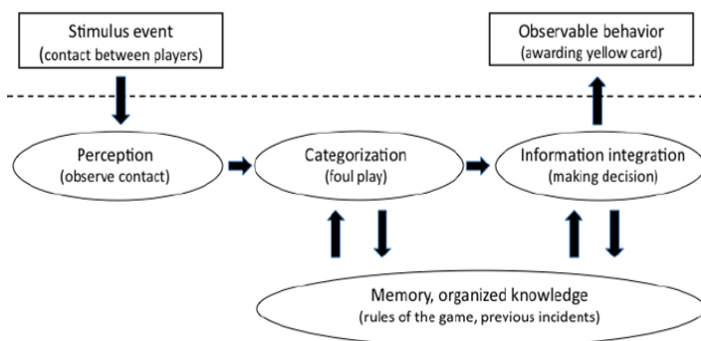 Stimulus event
(contact between players)
Observable behavior
(awarding yellow card)
Perception
(observe contact)
Categorization
(foul play)
Information integration
(making decision)
Memory, organized knowledge
(rules of the game, previous incidents)